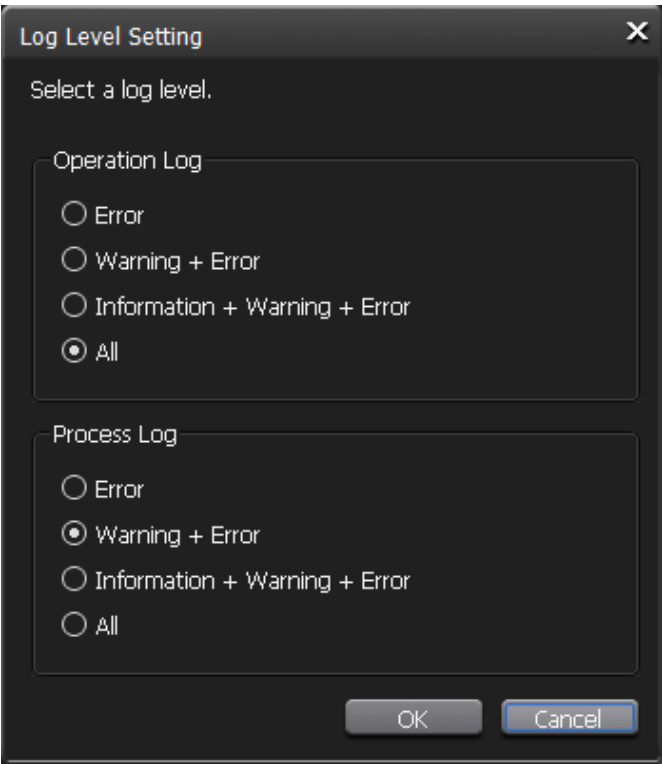 Log Level Setting
Select a log level.
Operation Log
Error
Warning + Error
Information + Warning + Error
All
Process Log
Error
Warning + Error
Information + Warning + Error
All
OK Cancel